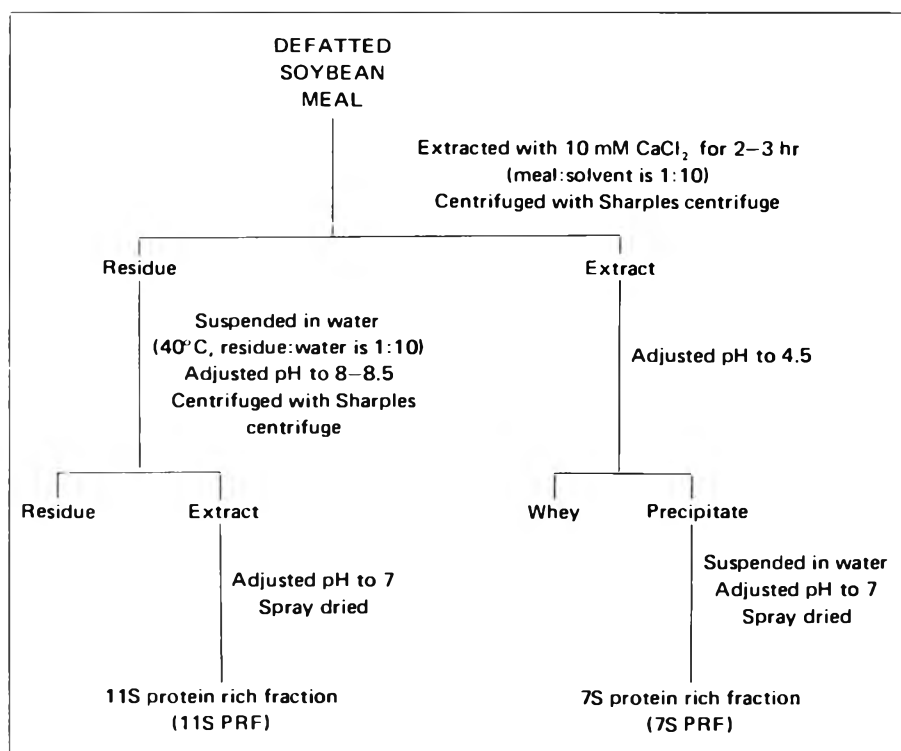 DEFATTED
SOYBEAN
MEAL
Extracted with 10 mM CaCl₂ for 2–3 hr
(meal:solvent is 1:10)
Centrifuged with Sharples centrifuge
Residue
Extract
Suspended in water
(40°C, residue:water is 1:10)
Adjusted pH to 8–8.5
Centrifuged with Sharples
centrifuge
Adjusted pH to 4.5
Residue
Extract
Whey
Precipitate
Adjusted pH to 7
Spray dried
Suspended in water
Adjusted pH to 7
Spray dried
11S protein rich fraction
(11S PRF)
7S protein rich fraction
(7S PRF)